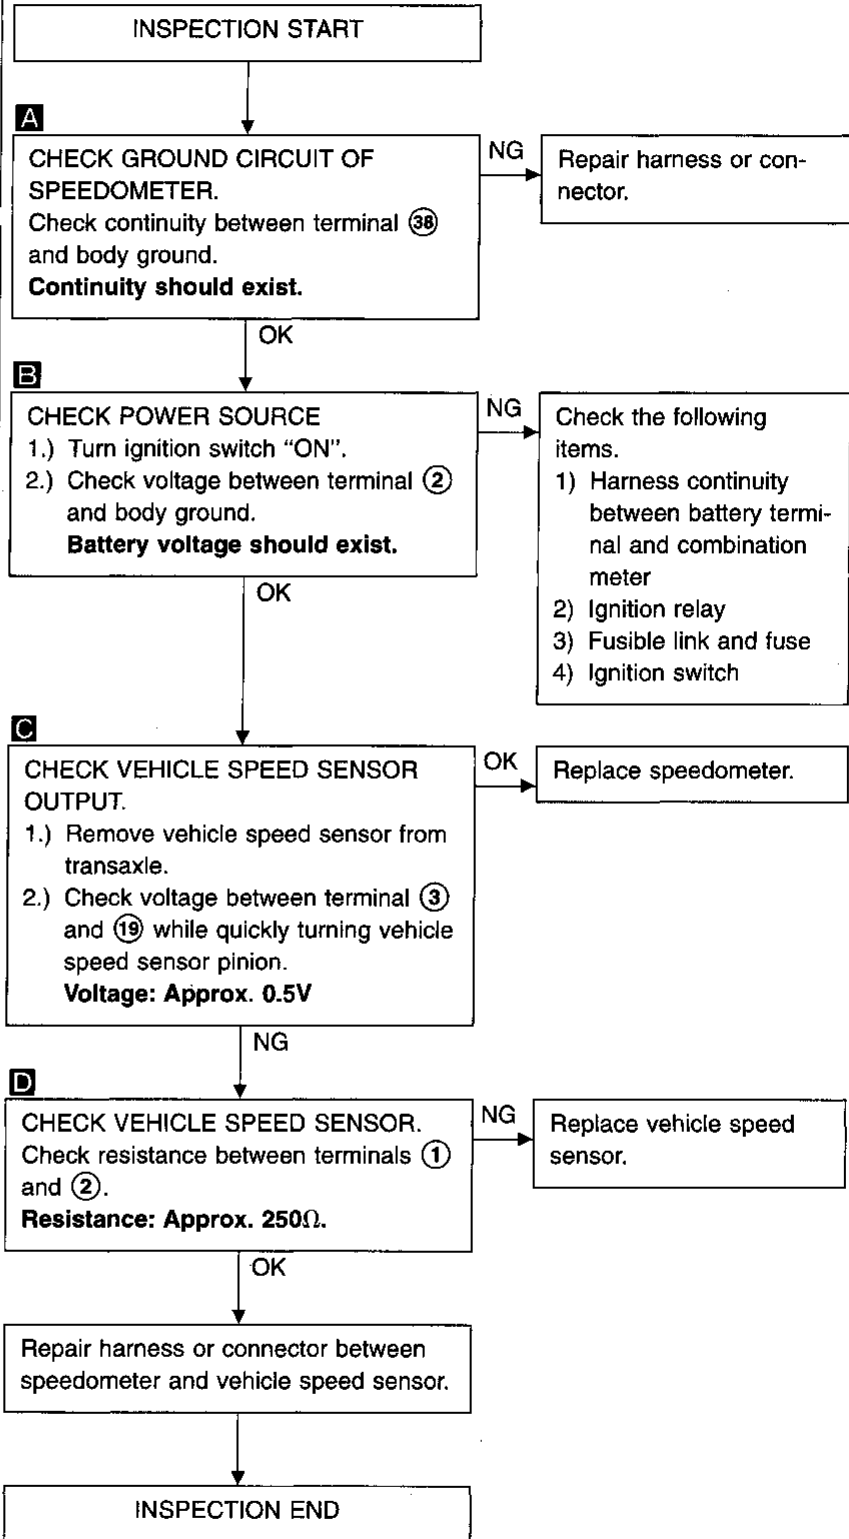 INSPECTION START
A
CHECK GROUND CIRCUIT OF
SPEEDOMETER.
Check continuity between terminal ㊳
and body ground.
Continuity should exist.
NG
Repair harness or con-
nector.
OK
B
CHECK POWER SOURCE
1.) Turn ignition switch “ON”.
2.) Check voltage between terminal ②
and body ground.
Battery voltage should exist.
NG
Check the following
items.
1) Harness continuity
between battery termi-
nal and combination
meter
2) Ignition relay
3) Fusible link and fuse
4) Ignition switch
OK
C
CHECK VEHICLE SPEED SENSOR
OUTPUT.
1.) Remove vehicle speed sensor from
transaxle.
2.) Check voltage between terminal ③
and ⑲ while quickly turning vehicle
speed sensor pinion.
Voltage: Approx. 0.5V
OK
Replace speedometer.
NG
D
CHECK VEHICLE SPEED SENSOR.
Check resistance between terminals ①
and ②.
Resistance: Approx. 250Ω.
NG
Replace vehicle speed
sensor.
OK
Repair harness or connector between
speedometer and vehicle speed sensor.
INSPECTION END